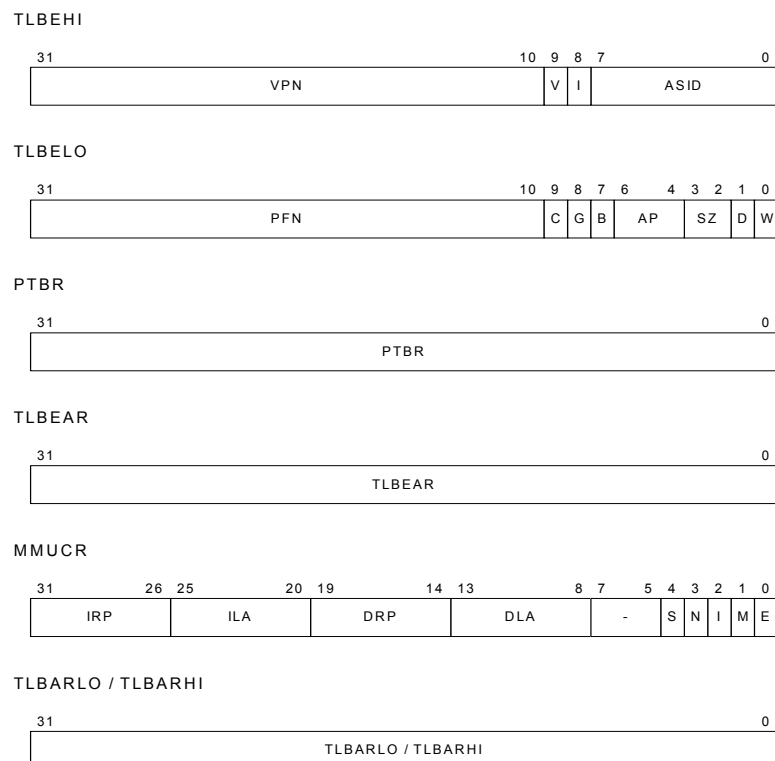 TLBEHI
31 10 9 8 7 0
VPN V I ASID
TLBELO
31 10 9 8 7 6 4 3 2 1 0
PFN C G B AP SZ D W
PTBR
31 0
PTBR
TLBEAR
31 0
TLBEAR
MMUCR
31 26 25 20 19 14 13 8 7 5 4 3 2 1 0
IRP ILA DRP DLA - S N I M E
TLBARLO / TLBARHI
31 0
TLBARLO / TLBARHI